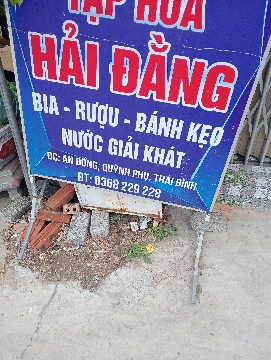 TẠP HÓA
HẢI ĐẰNG
BIA - RƯỢU - BÁNH KẸO
NƯỚC GIẢI KHÁT
ĐC: AN ĐỒNG, QUỲNH PHỤ, THÁI BÌNH
ĐT: 0368 229 228